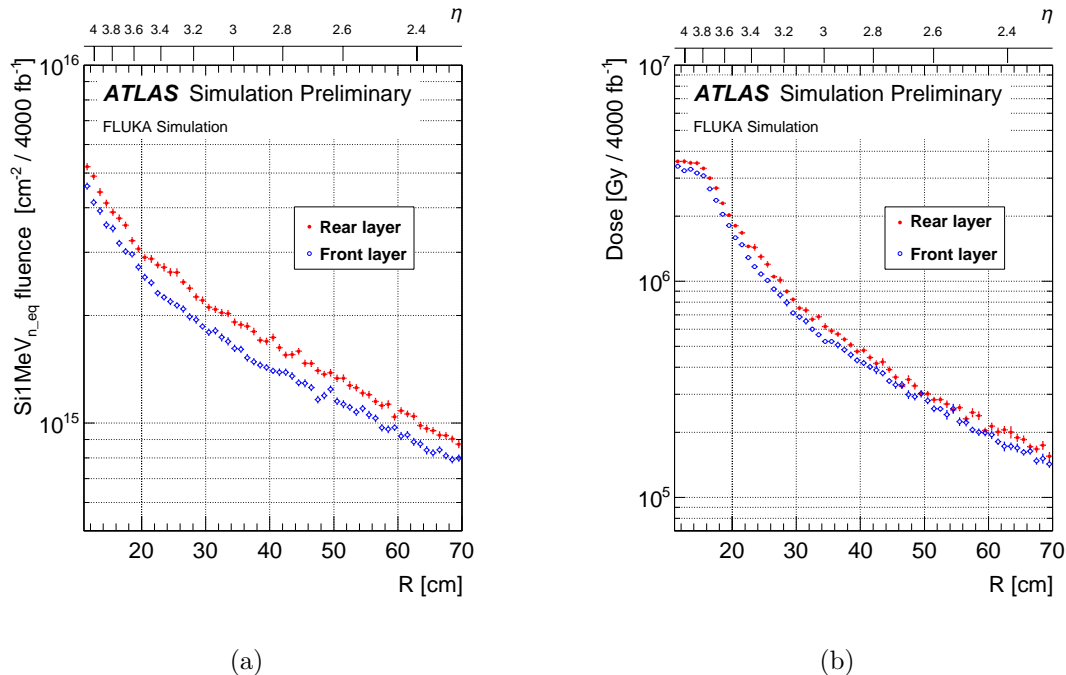 η
4 3.8 3.6 3.4 3.2 3 2.8 2.6 2.4
10^16
ATLAS Simulation Preliminary
FLUKA Simulation
Rear layer
Front layer
10^15
Si1MeV_n_eq fluence [cm^-2 / 4000 fb^-1]
20 30 40 50 60 70
R [cm]
(a)
η
4 3.8 3.6 3.4 3.2 3 2.8 2.6 2.4
10^7
ATLAS Simulation Preliminary
FLUKA Simulation
Rear layer
Front layer
10^6
10^5
Dose [Gy / 4000 fb^-1]
20 30 40 50 60 70
R [cm]
(b)